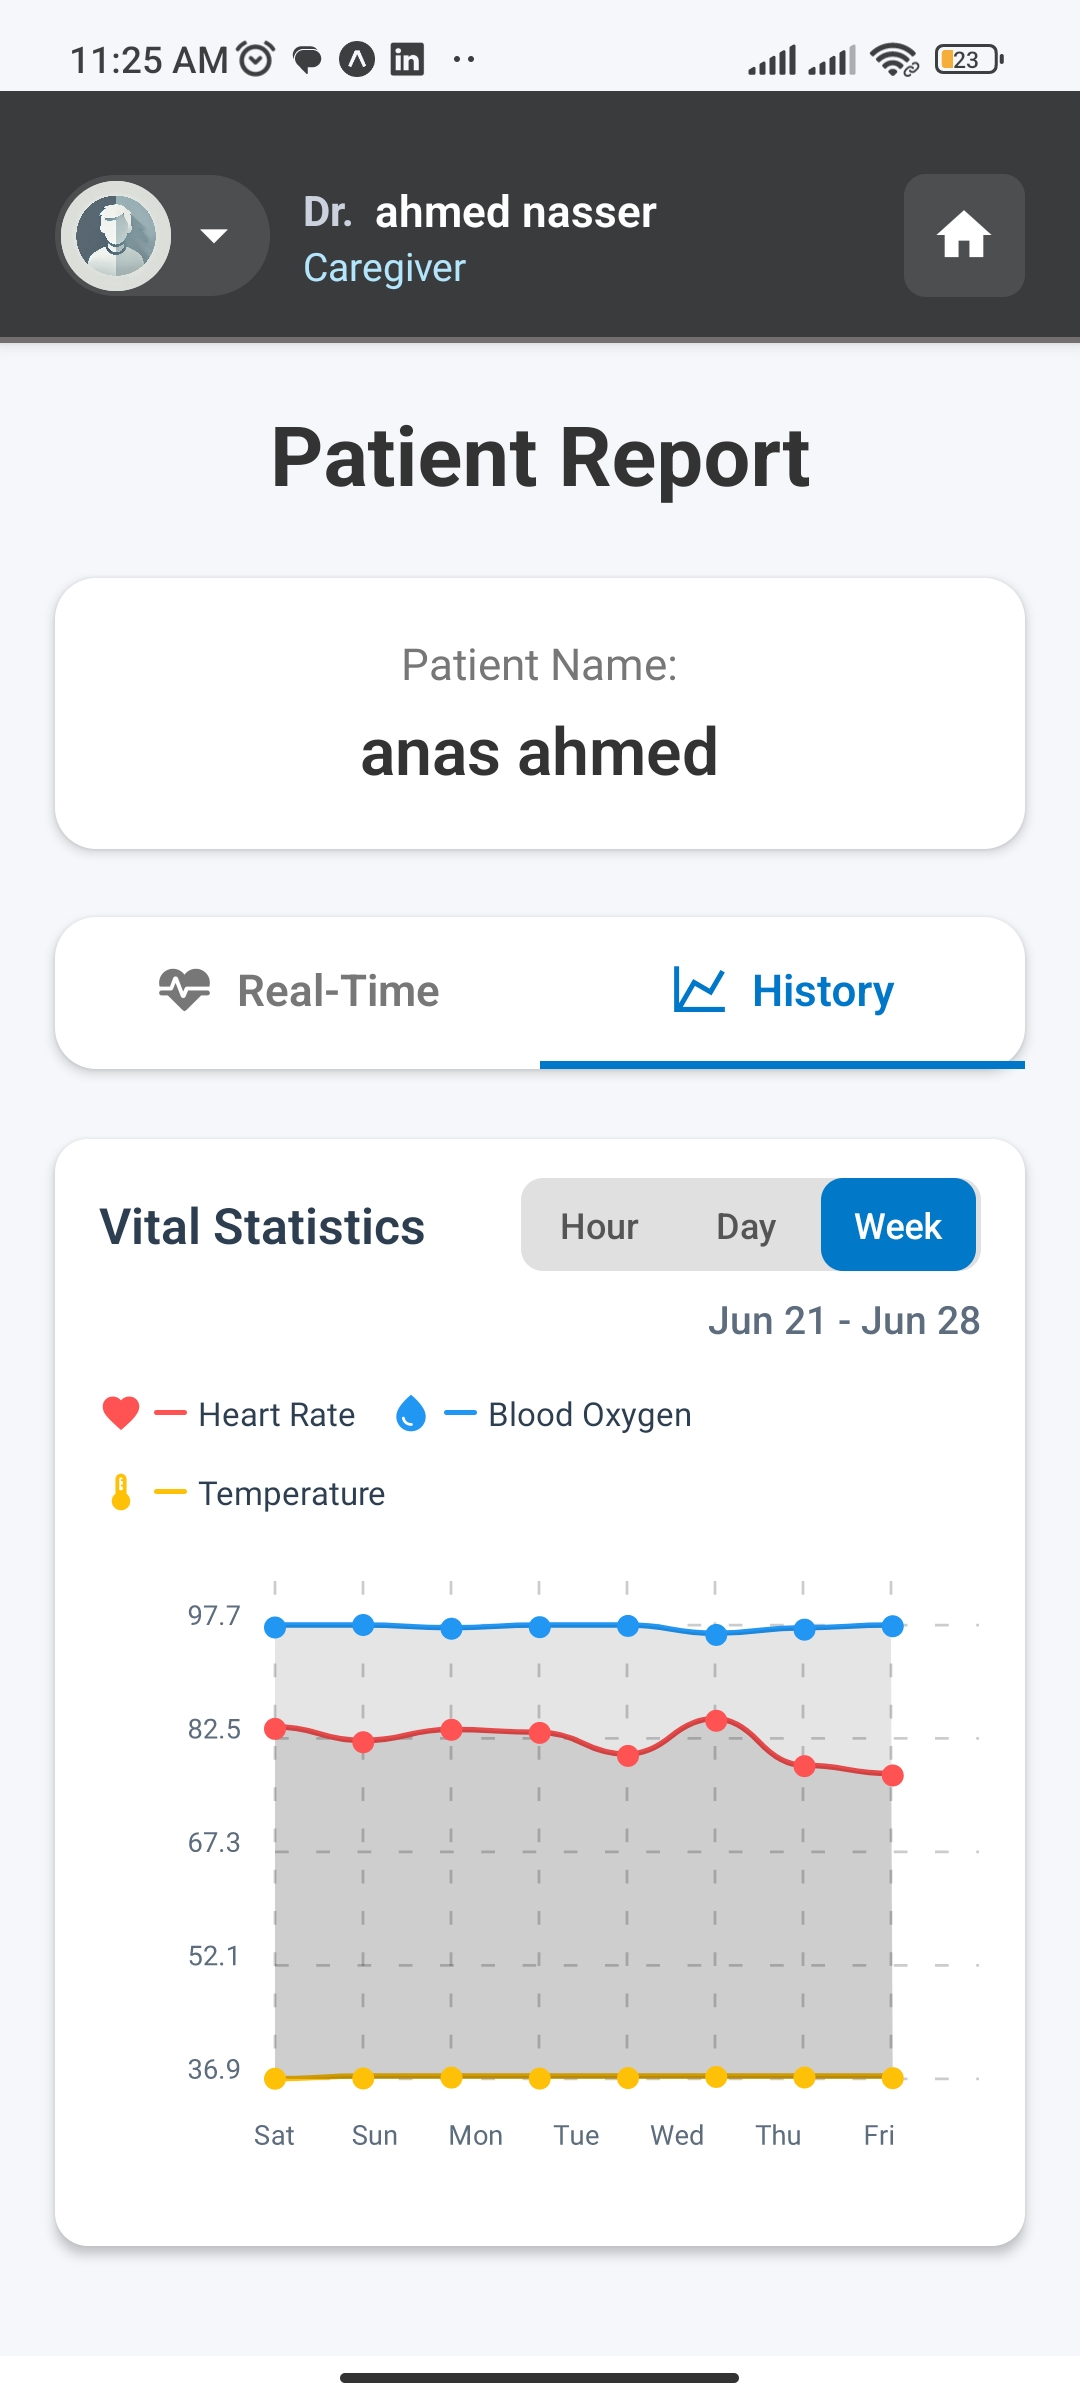 11:25 AM
23
Dr. ahmed nasser
Caregiver
Patient Report
Patient Name:
anas ahmed
Real-Time
History
Vital Statistics
Hour Day Week
Jun 21 - Jun 28
Heart Rate
Blood Oxygen
Temperature
97.7
82.5
67.3
52.1
36.9
Sat Sun Mon Tue Wed Thu Fri